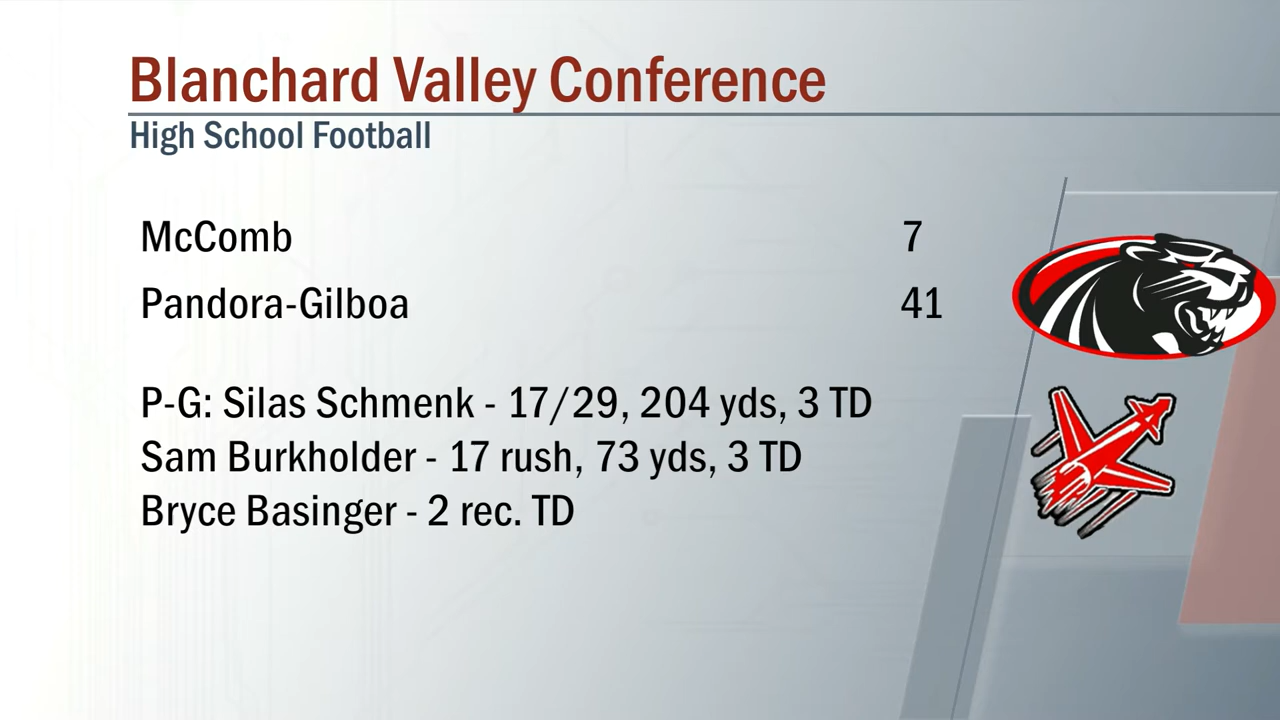 Blanchard Valley Conference
High School Football
McComb 7
Pandora-Gilboa 41
P-G: Silas Schmenk - 17/29, 204 yds, 3 TD
Sam Burkholder - 17 rush, 73 yds, 3 TD
Bryce Basinger - 2 rec. TD